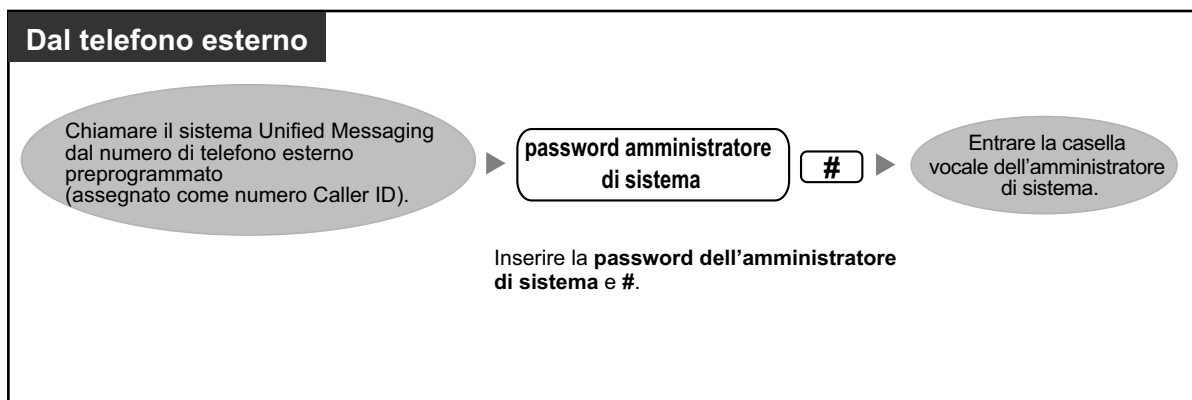 Dal telefono esterno
Chiamare il sistema Unified Messaging
dal numero di telefono esterno
preprogrammato
(assegnato come numero Caller ID).
password amministratore
di sistema
#
Entrare la casella
vocale dell'amministratore
di sistema.
Inserire la password dell'amministratore
di sistema e #.